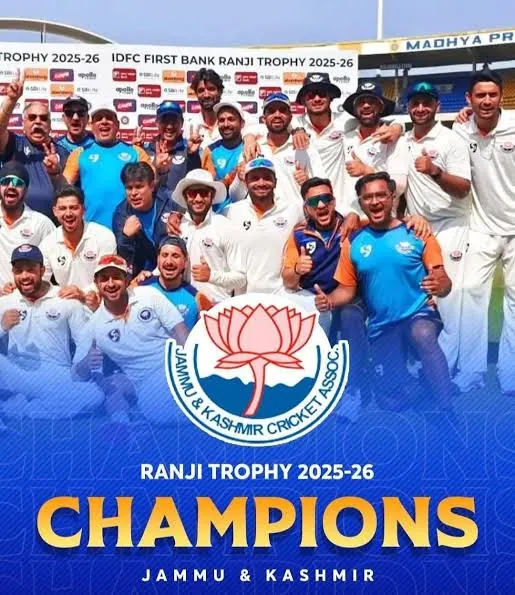 TROPHY 2025-26
IDFC FIRST BANK RANJI TROPHY 2025-26
MADHYA PR
JAMMU & KASHMIR CRICKET ASSOC.
RANJI TROPHY 2025-26
CHAMPIONS
JAMMU & KASHMIR